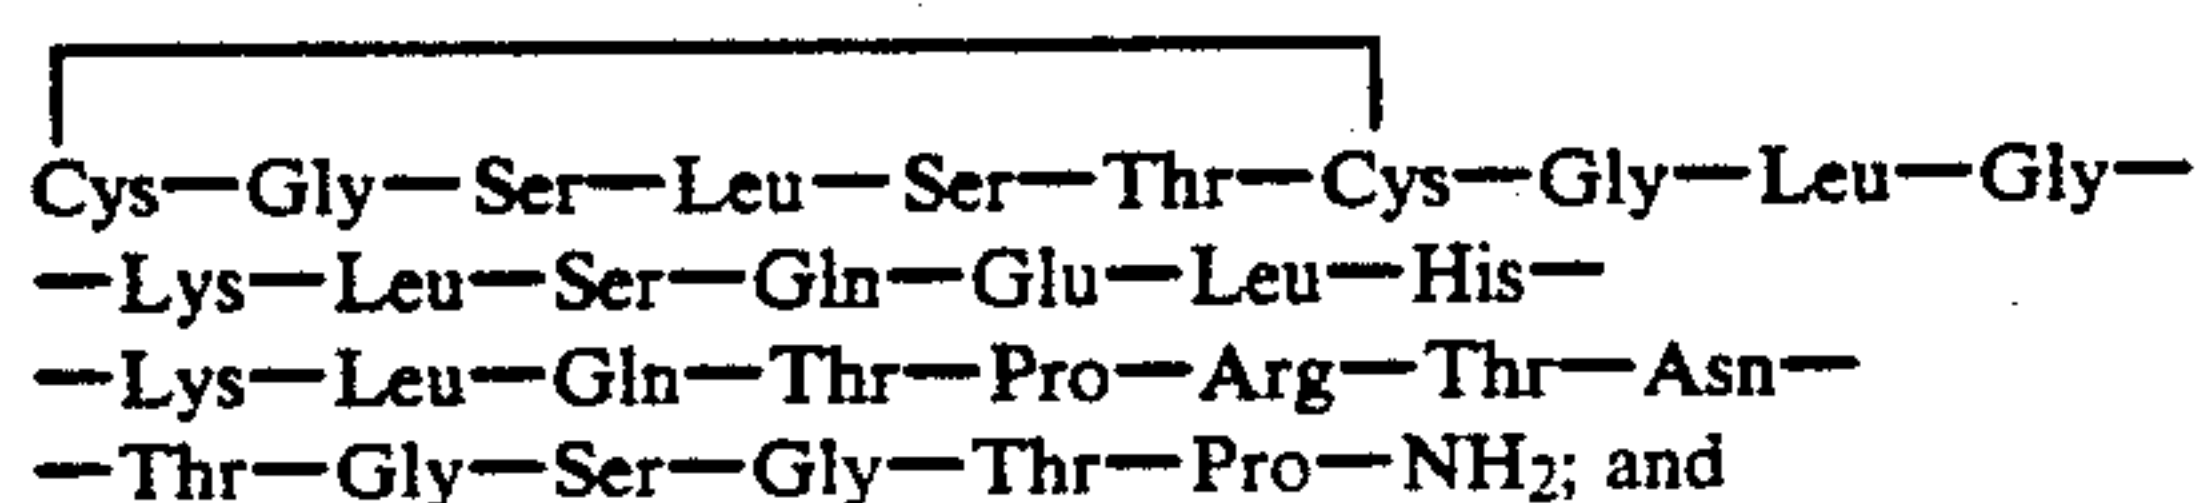 Cys—Gly—Ser—Leu—Ser—Thr—Cys—Gly—Leu—Gly—
—Lys—Leu—Ser—Gln—Glu—Leu—His—
—Lys—Leu—Gln—Thr—Pro—Arg—Thr—Asn—
—Thr—Gly—Ser—Gly—Thr—Pro—NH₂; and